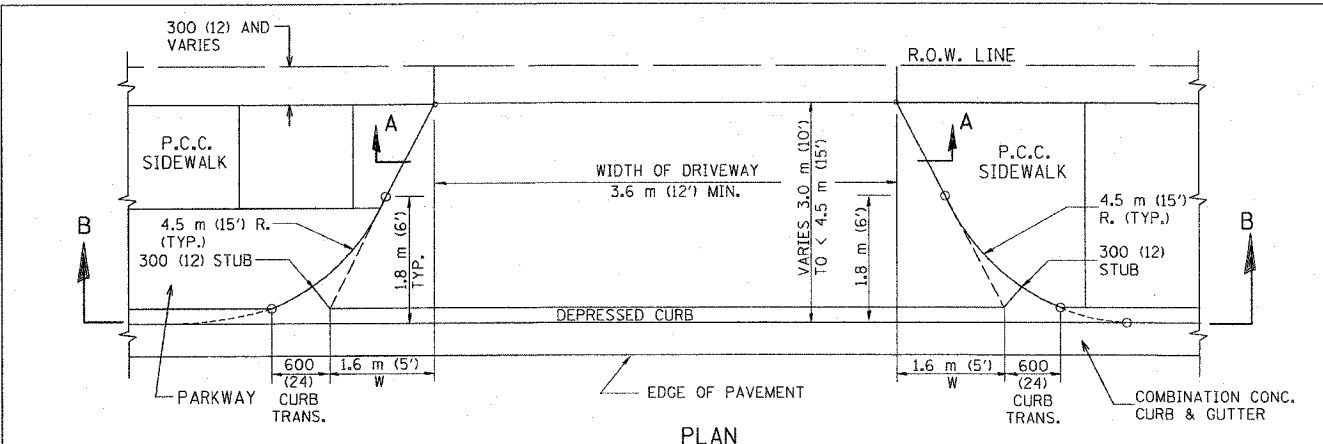 300 (12) AND
VARIES
R.O.W. LINE
A
A
P.C.C.
SIDEWALK
WIDTH OF DRIVEWAY
3.6 m (12') MIN.
P.C.C.
SIDEWALK
VARIES 3.0 m (10')
TO < 4.5 m (15')
4.5 m (15') R.
(TYP.)
300 (12) STUB
1.8 m (6')
TYP.
1.8 m (6')
4.5 m (15')
R. (TYP.)
300 (12)
STUB
B
B
DEPRESSED CURB
600
(24)
CURB
TRANS.
1.6 m (5')
W
1.6 m (5')
W
600
(24)
CURB
TRANS.
PARKWAY
EDGE OF PAVEMENT
COMBINATION CONC.
CURB & GUTTER
PLAN